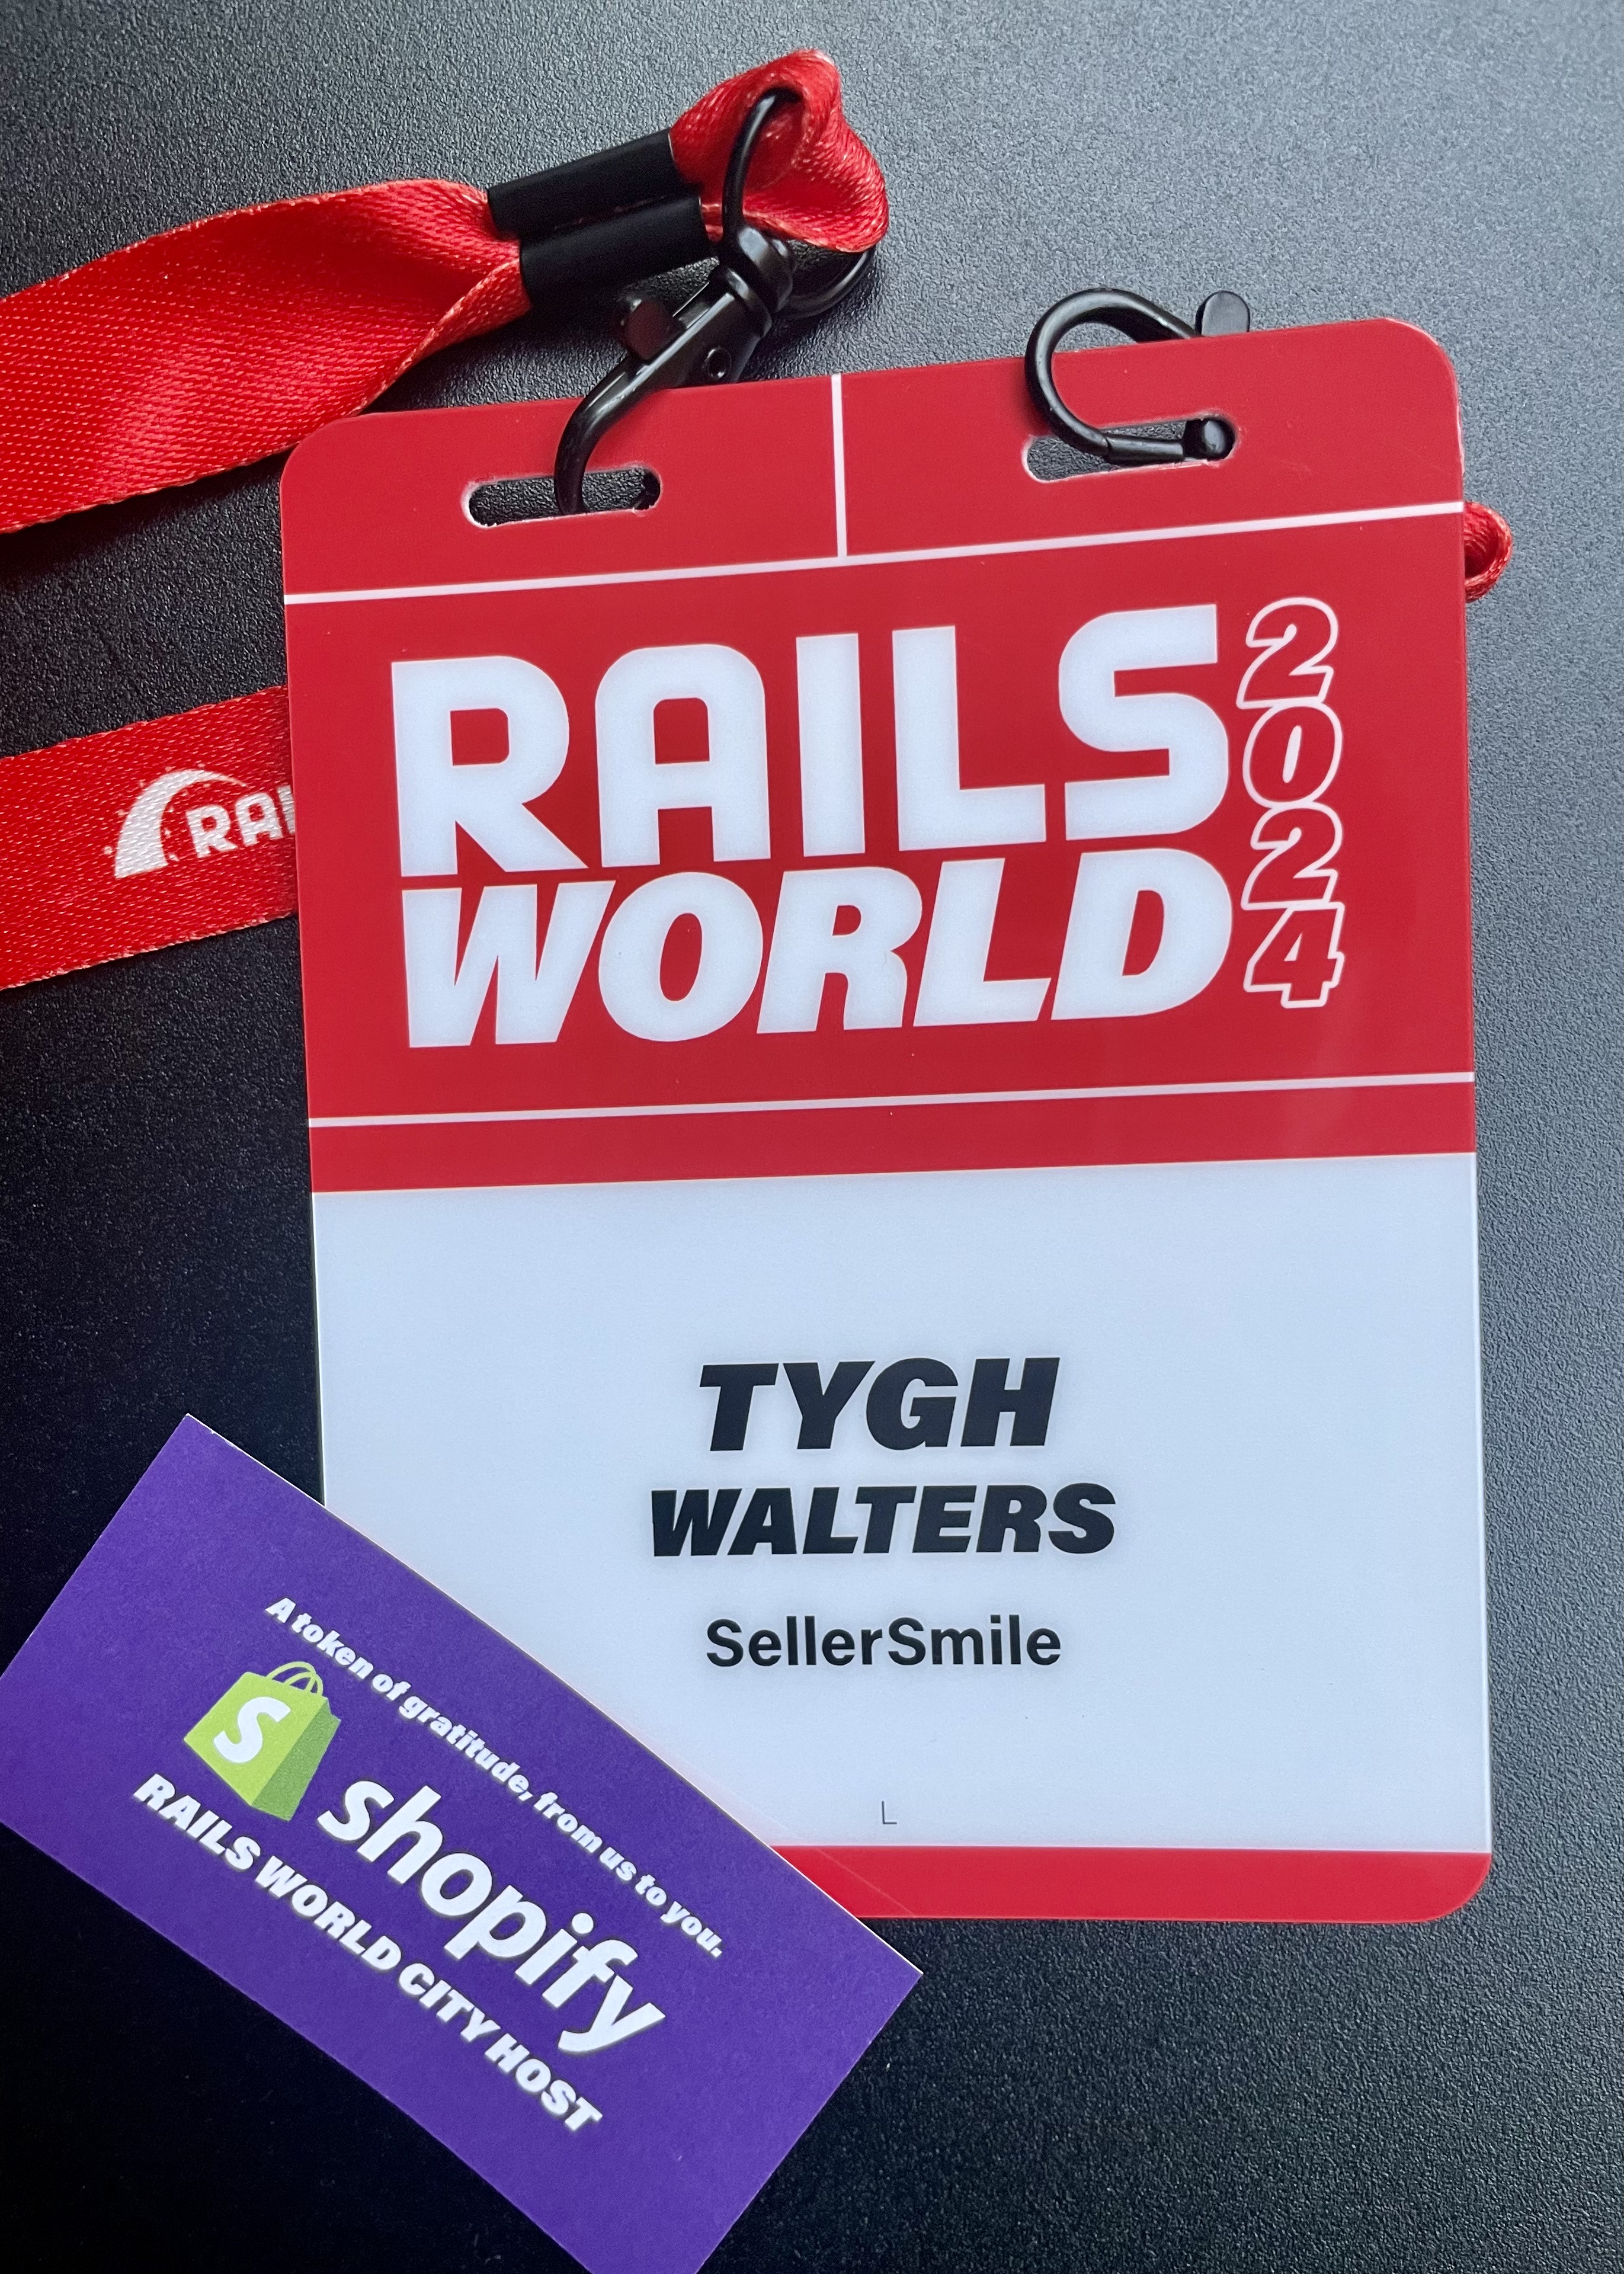 RAILS
WORLD
2024
RAI
TYGH
WALTERS
SellerSmile
L
A token of gratitude, from us to you.
S
shopify
RAILS WORLD CITY HOST